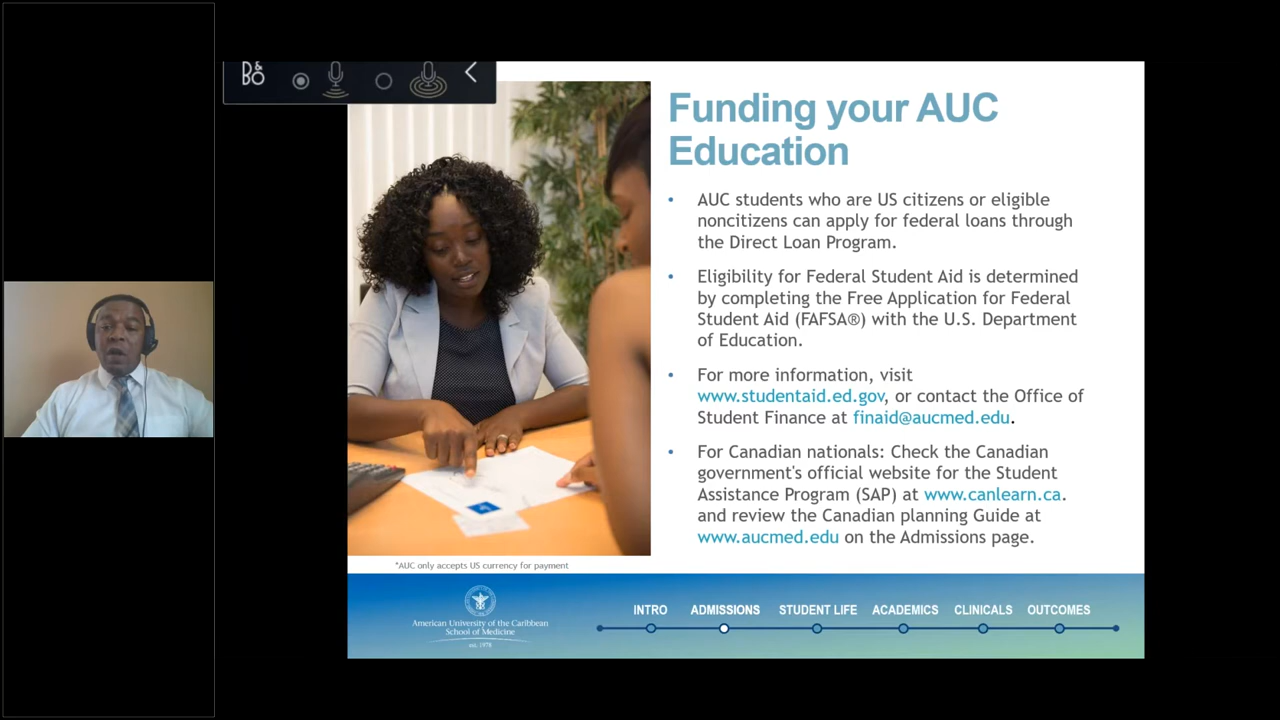 B&
BO
Funding your AUC
Education
• AUC students who are US citizens or eligible
noncitizens can apply for federal loans through
the Direct Loan Program.
• Eligibility for Federal Student Aid is determined
by completing the Free Application for Federal
Student Aid (FAFSA®) with the U.S. Department
of Education.
• For more information, visit
www.studentaid.ed.gov, or contact the Office of
Student Finance at finaid@aucmed.edu.
• For Canadian nationals: Check the Canadian
government's official website for the Student
Assistance Program (SAP) at www.canlearn.ca.
and review the Canadian planning Guide at
www.aucmed.edu on the Admissions page.
*AUC only accepts US currency for payment
American University of the Caribbean
School of Medicine
est. 1978
INTRO ADMISSIONS STUDENT LIFE ACADEMICS CLINICALS OUTCOMES